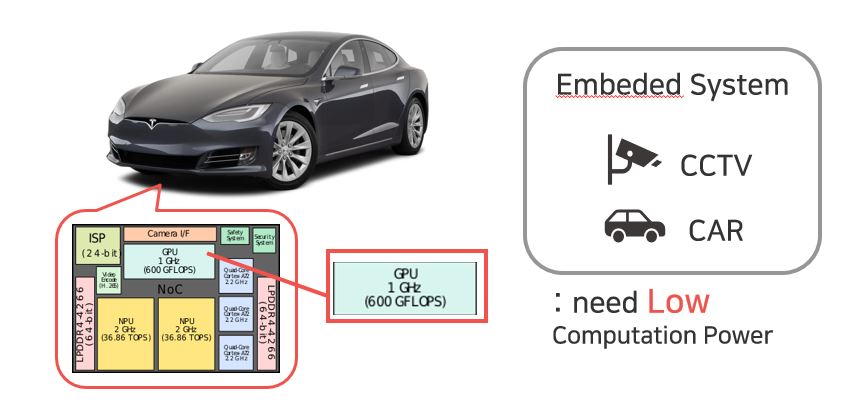 ISP
(24-bit)
Camera I/F
Safety
System
Security
System
GPU
1 GHz
(600 GFLOPS)
Video
Encode
(H.265)
NoC
Quad-Core
Cortex A72
2.2 GHz
LPDDR4-4266
(64-bit)
NPU
2 GHz
(36.86 TOPS)
NPU
2 GHz
(36.86 TOPS)
Quad-Core
Cortex A72
2.2 GHz
Quad-Core
Cortex A72
2.2 GHz
LPDDR4-4266
(64-bit)
GPU
1 GHz
(600 GFLOPS)
Embeded System
CCTV
CAR
: need Low
Computation Power